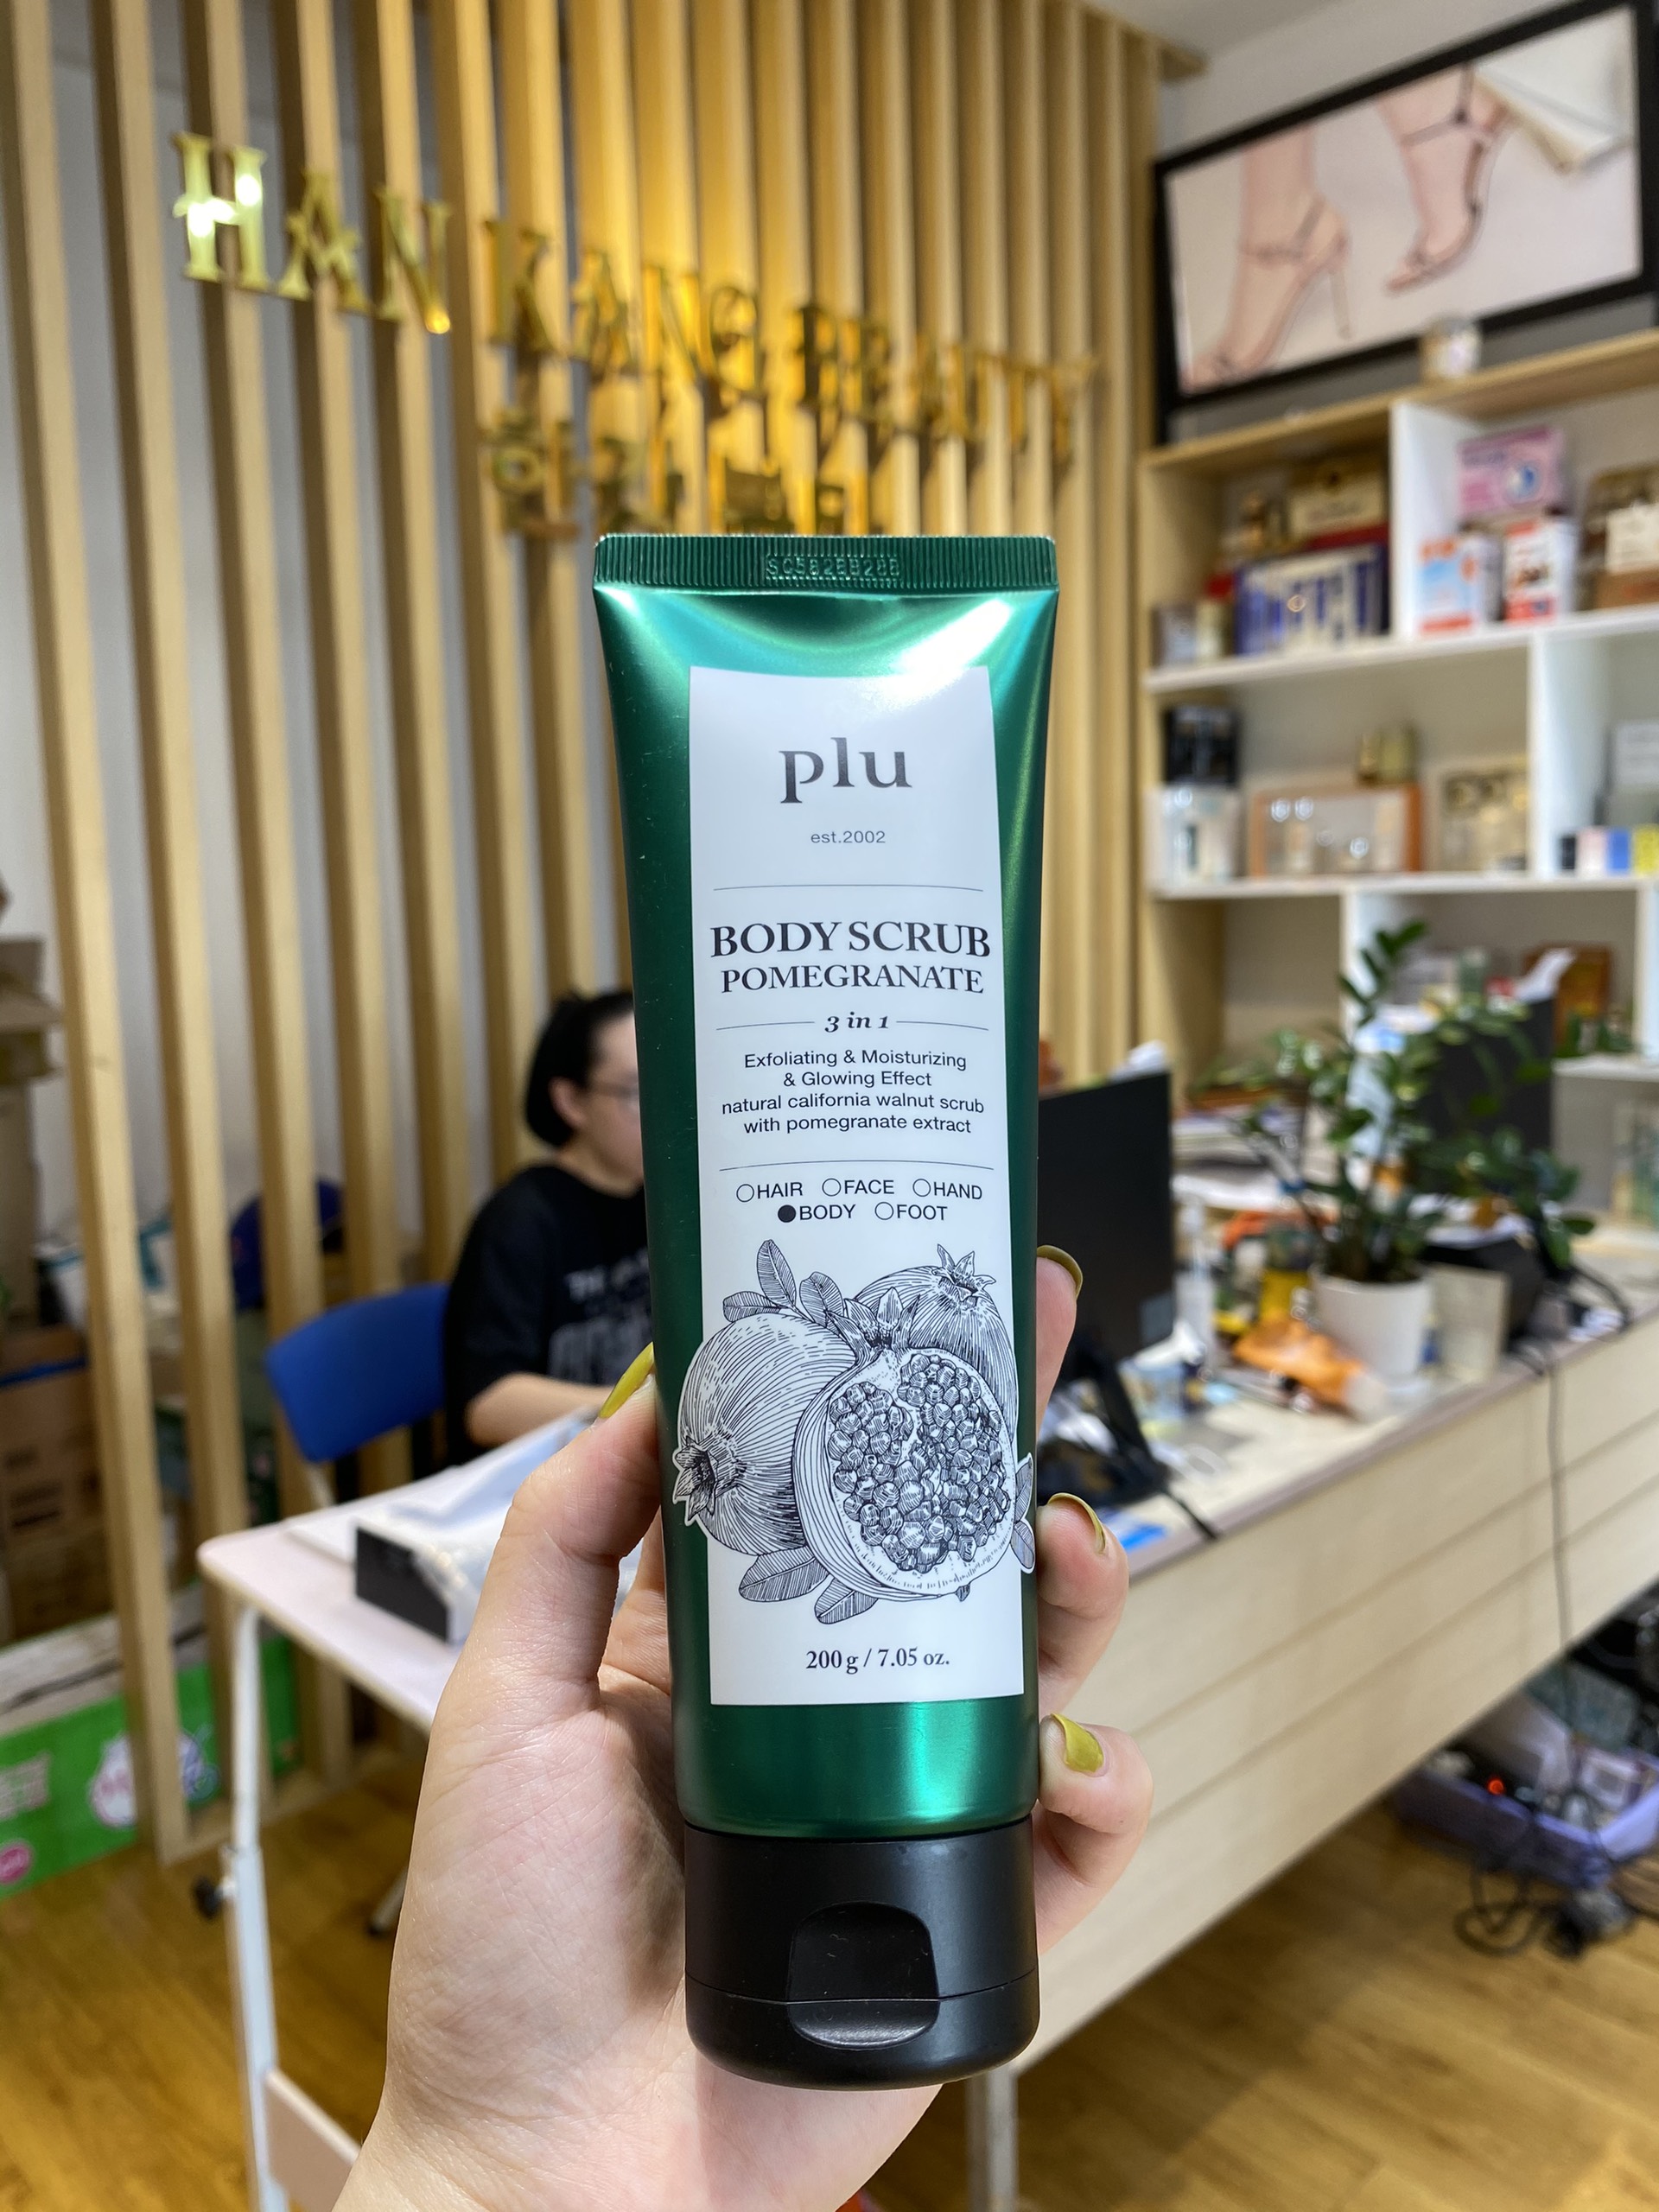 HAN KANG BEAUTY
plu
est.2002
BODY SCRUB
POMEGRANATE
3 in 1
Exfoliating & Moisturizing
& Glowing Effect
natural california walnut scrub
with pomegranate extract
○HAIR ○FACE ○HAND
●BODY ○FOOT
200 g / 7.05 oz.